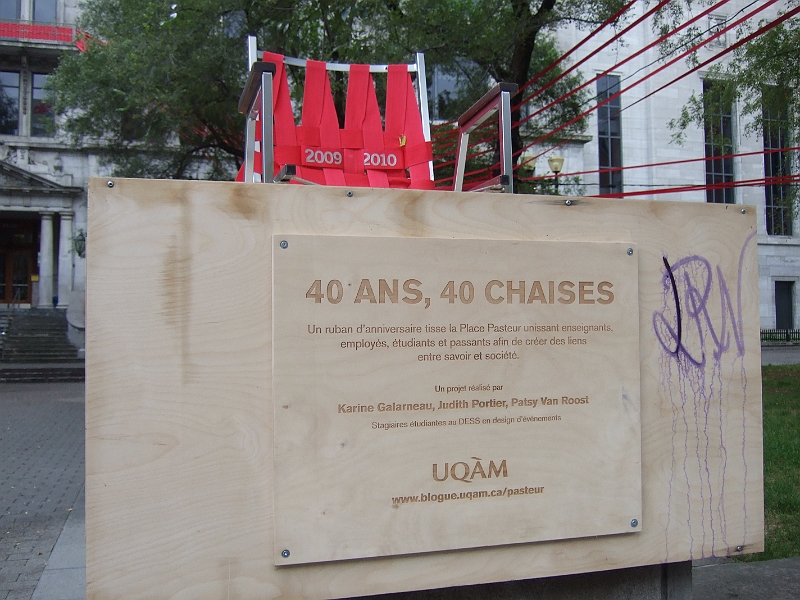 2009 2010
40 ANS, 40 CHAISES
Un ruban d'anniversaire tisse la Place Pasteur unissant enseignants,
employés, étudiants et passants afin de créer des liens
entre savoir et société.
Un projet réalisé par
Karine Galarneau, Judith Portier, Patsy Van Roost
Stagiaires étudiantes au DESS en design d'événements
UQÀM
www.blogue.uqam.ca/pasteur